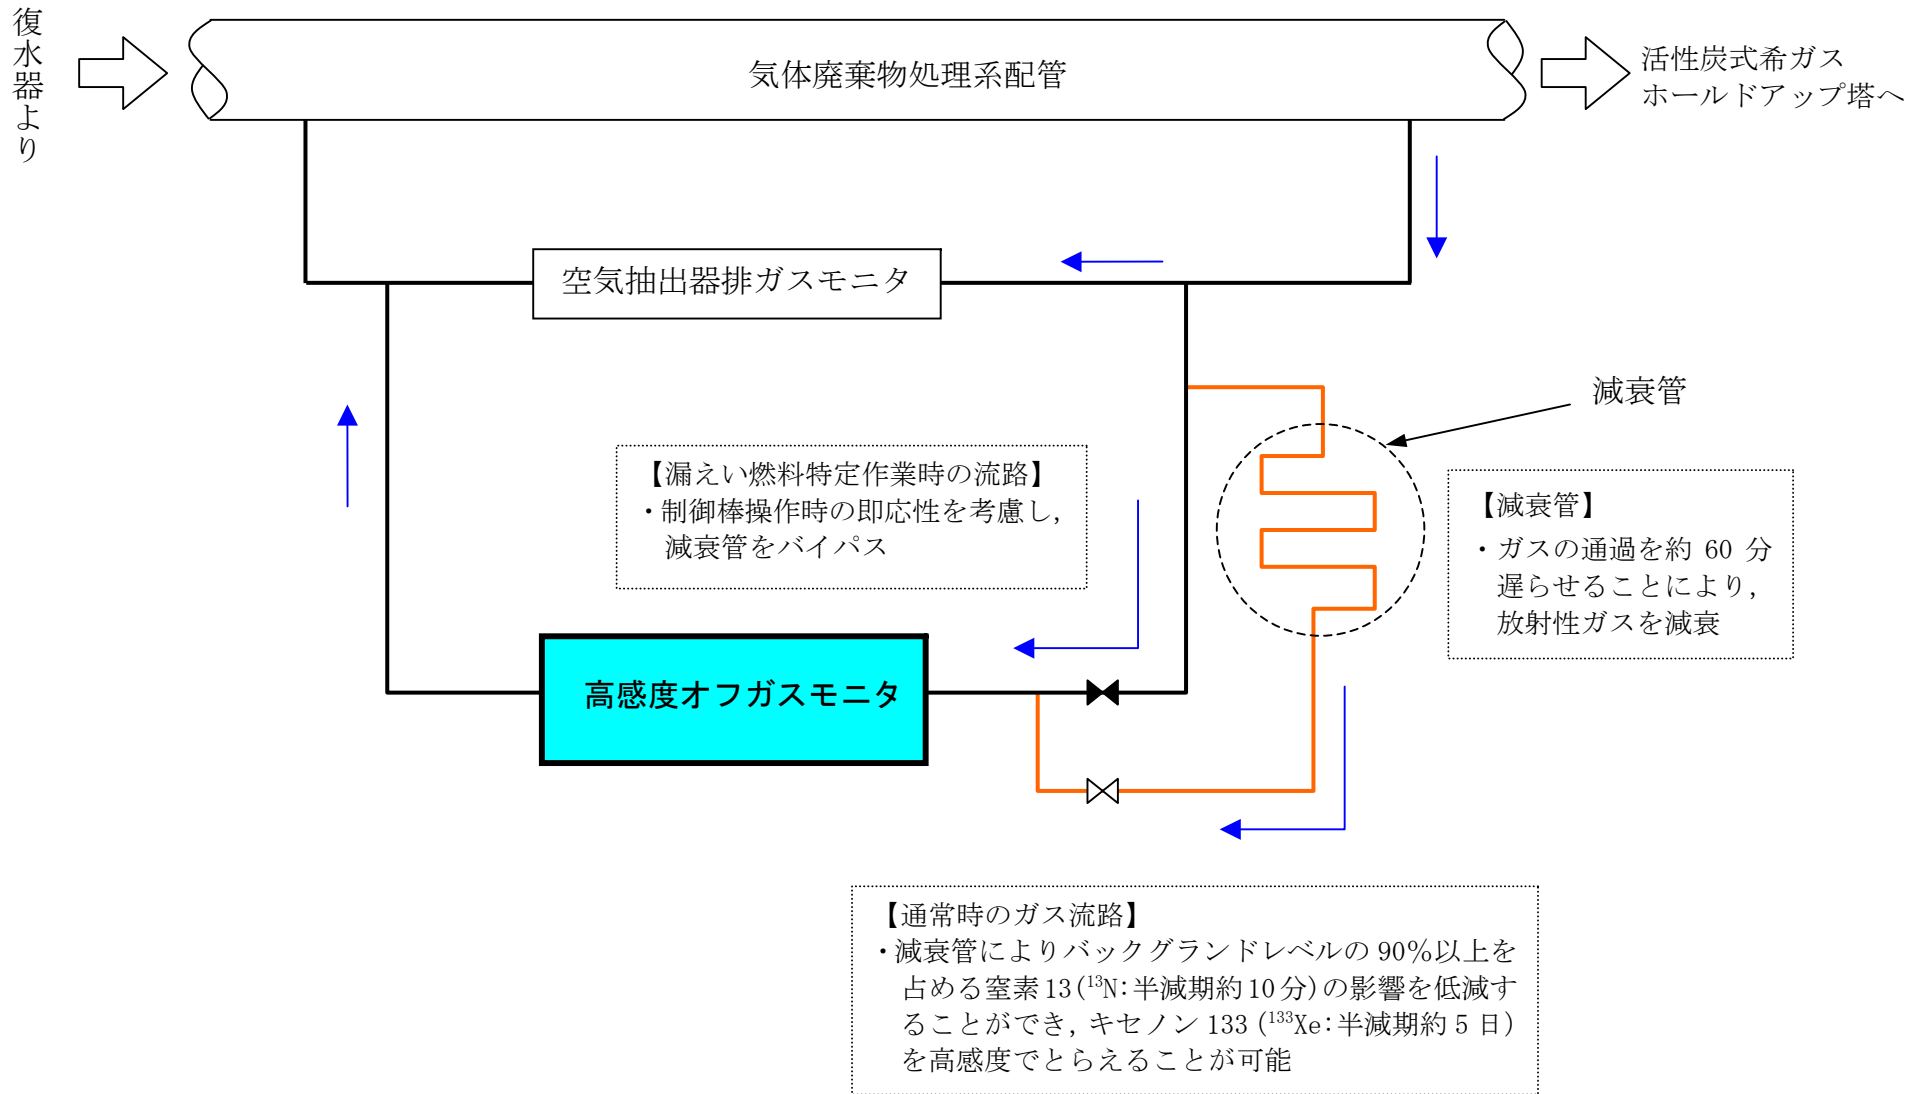 復水器より
気体廃棄物処理系配管
活性炭式希ガス
ホールドアップ塔へ
空気抽出器排ガスモニタ
減衰管
【漏えい燃料特定作業時の流路】
・制御棒操作時の即応性を考慮し,
減衰管をバイパス
【減衰管】
・ガスの通過を約 60 分
遅らせることにより,
放射性ガスを減衰
高感度オフガスモニタ
【通常時のガス流路】
・減衰管によりバックグランドレベルの 90%以上を
占める窒素 13(¹³N:半減期約 10 分)の影響を低減す
ることができ, キセノン 133 (¹³³Xe:半減期約 5 日)
を高感度でとらえることが可能